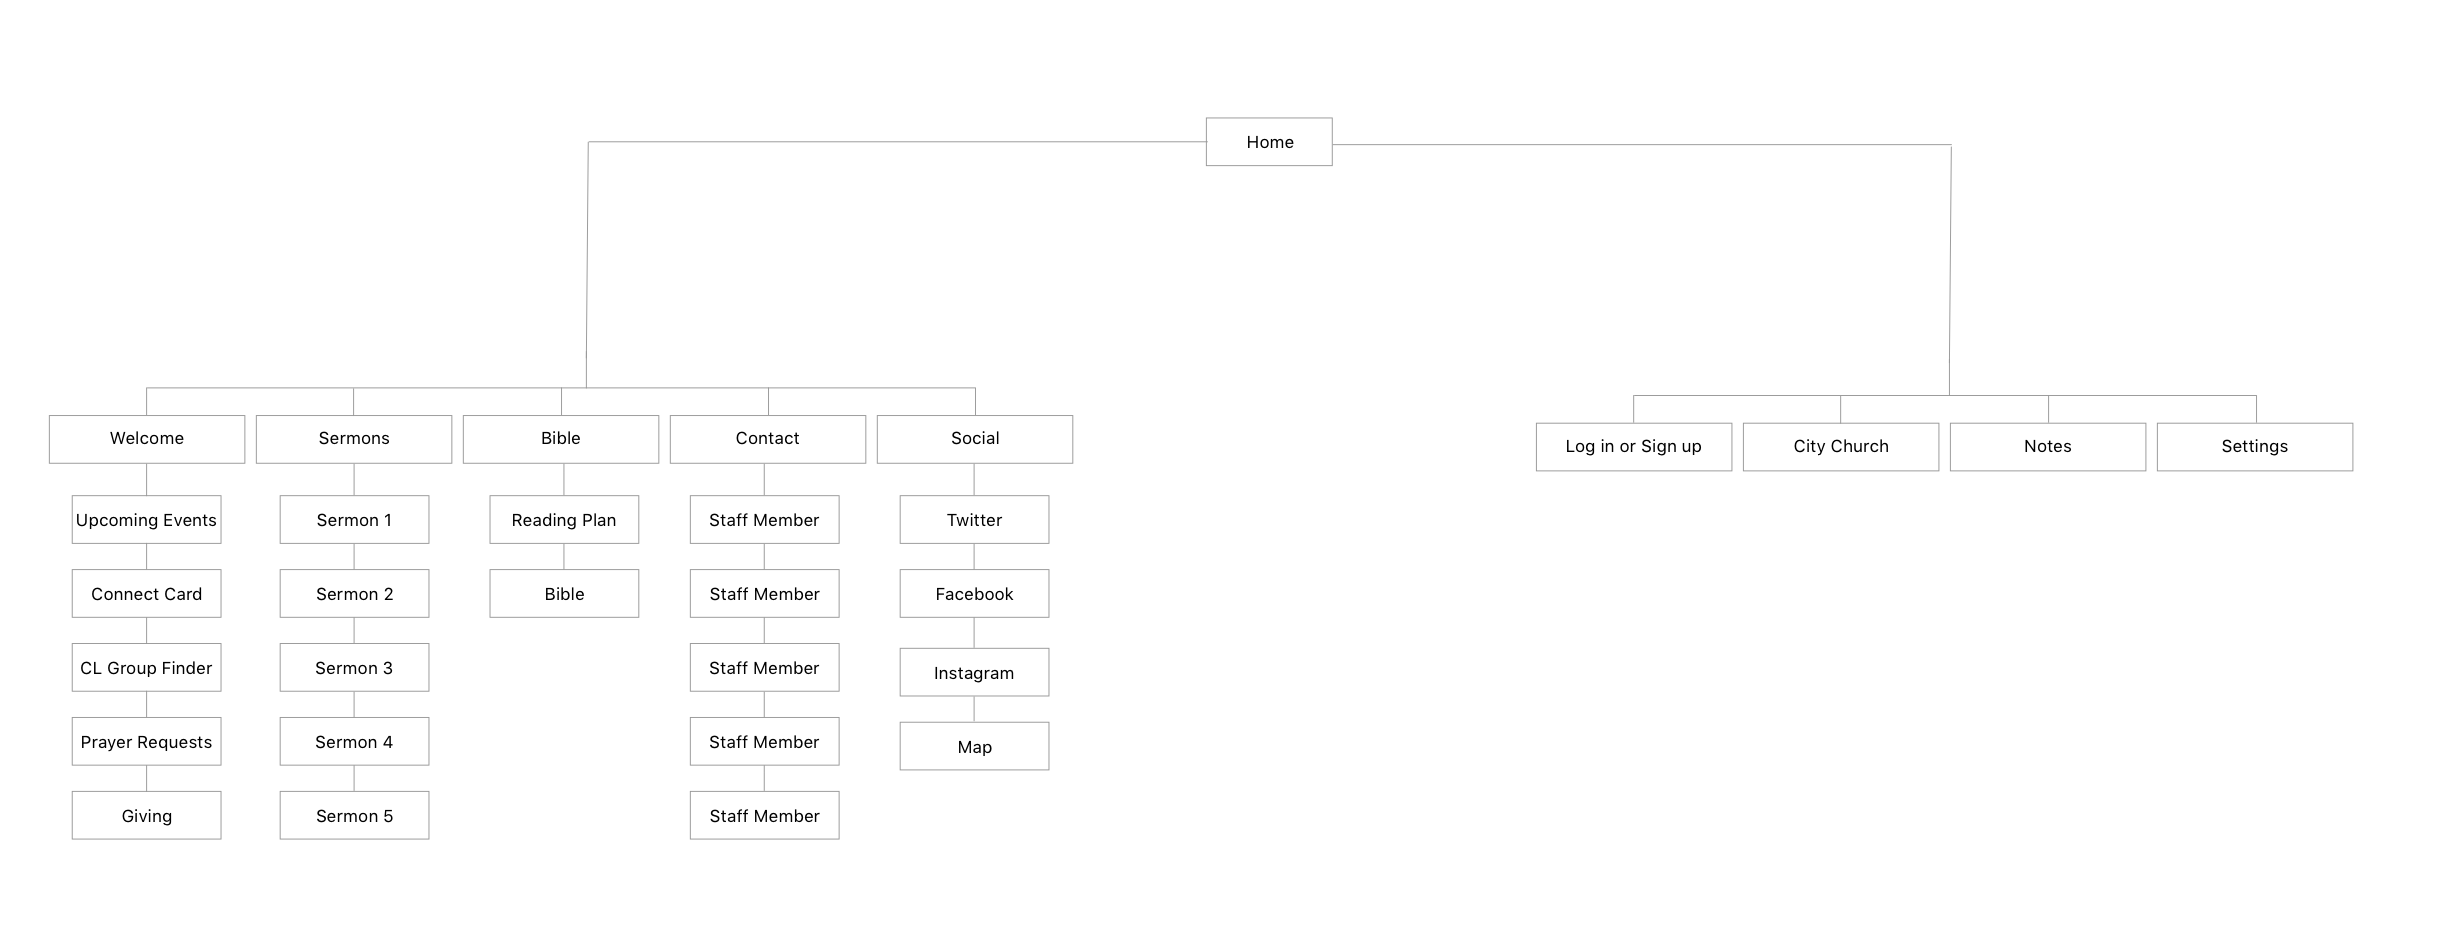 Home
Welcome
Sermons
Bible
Contact
Social
Log in or Sign up
City Church
Notes
Settings
Upcoming Events
Connect Card
CL Group Finder
Prayer Requests
Giving
Sermon 1
Sermon 2
Sermon 3
Sermon 4
Sermon 5
Reading Plan
Bible
Staff Member
Staff Member
Staff Member
Staff Member
Staff Member
Twitter
Facebook
Instagram
Map